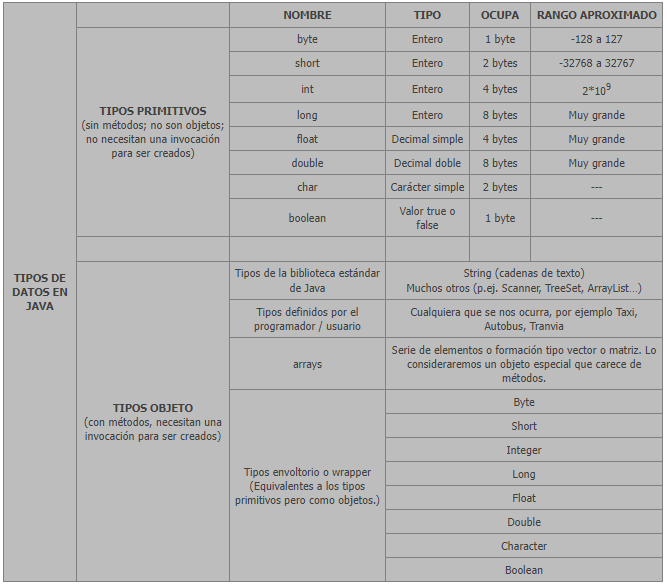 NOMBRE TIPO OCUPA RANGO APROXIMADO
TIPOS DE
DATOS EN
JAVA
TIPOS PRIMITIVOS
(sin métodos; no son objetos;
no necesitan una invocación
para ser creados)
byte Entero 1 byte -128 a 127
short Entero 2 bytes -32768 a 32767
int Entero 4 bytes 2*10⁹
long Entero 8 bytes Muy grande
float Decimal simple 4 bytes Muy grande
double Decimal doble 8 bytes Muy grande
char Carácter simple 2 bytes ---
boolean Valor true o
false 1 byte ---
TIPOS OBJETO
(con métodos, necesitan una
invocación para ser creados)
Tipos de la biblioteca estándar
de Java
String (cadenas de texto)
Muchos otros (p.ej. Scanner, TreeSet, ArrayList…)
Tipos definidos por el
programador / usuario
Cualquiera que se nos ocurra, por ejemplo Taxi,
Autobus, Tranvia
arrays
Serie de elementos o formación tipo vector o matriz. Lo
consideraremos un objeto especial que carece de
métodos.
Tipos envoltorio o wrapper
(Equivalentes a los tipos
primitivos pero como objetos.)
Byte
Short
Integer
Long
Float
Double
Character
Boolean